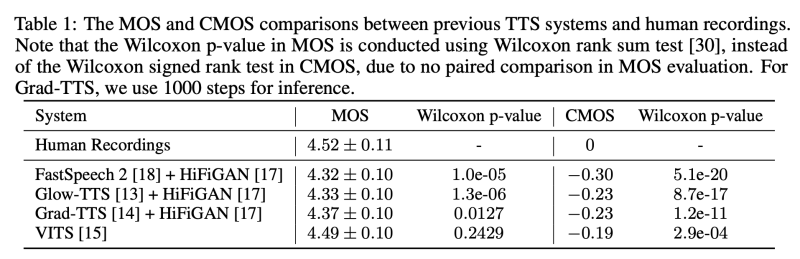 Table 1: The MOS and CMOS comparisons between previous TTS systems and human recordings.
Note that the Wilcoxon p-value in MOS is conducted using Wilcoxon rank sum test [30], instead
of the Wilcoxon signed rank test in CMOS, due to no paired comparison in MOS evaluation. For
Grad-TTS, we use 1000 steps for inference.
System MOS Wilcoxon p-value CMOS Wilcoxon p-value
Human Recordings 4.52 ± 0.11 - 0 -
FastSpeech 2 [18] + HiFiGAN [17] 4.32 ± 0.10 1.0e-05 −0.30 5.1e-20
Glow-TTS [13] + HiFiGAN [17] 4.33 ± 0.10 1.3e-06 −0.23 8.7e-17
Grad-TTS [14] + HiFiGAN [17] 4.37 ± 0.10 0.0127 −0.23 1.2e-11
VITS [15] 4.49 ± 0.10 0.2429 −0.19 2.9e-04